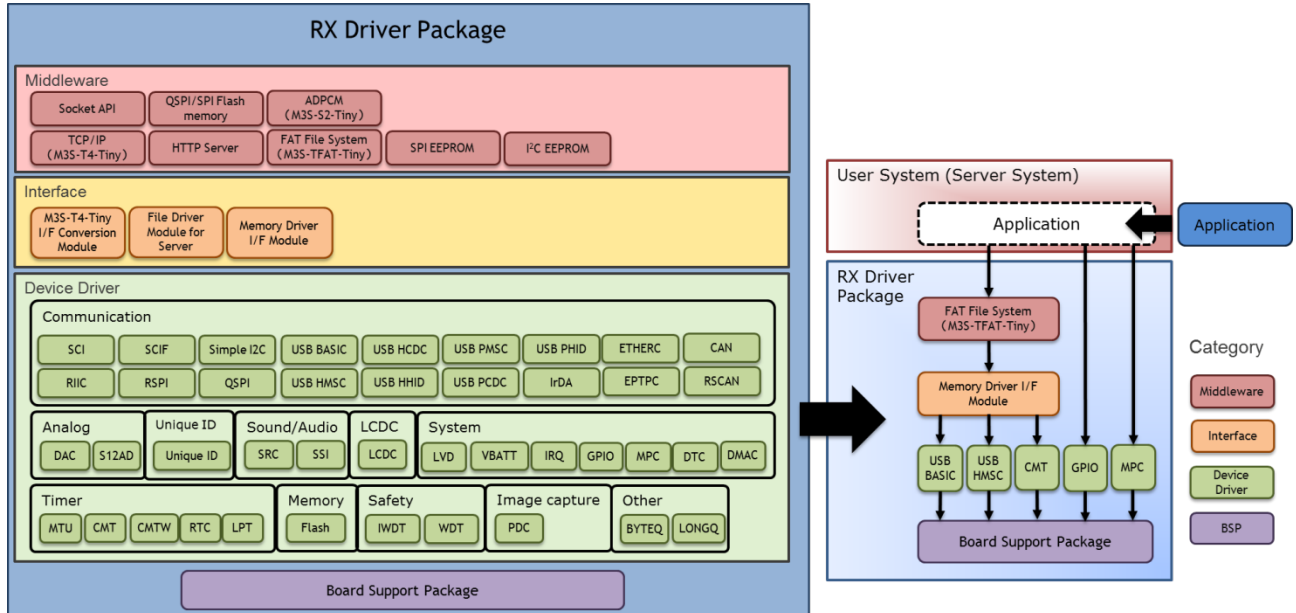 RX Driver Package
Middleware
Socket API
QSPI/SPI Flash
memory
ADPCM
(M3S-S2-Tiny)
TCP/IP
(M3S-T4-Tiny)
HTTP Server
FAT File System
(M3S-TFAT-Tiny)
SPI EEPROM
I²C EEPROM
Interface
M3S-T4-Tiny
I/F Conversion
Module
File Driver
Module for
Server
Memory Driver
I/F Module
Device Driver
Communication
SCI
SCIF
Simple I2C
USB BASIC
USB HCDC
USB PMSC
USB PHID
ETHERC
CAN
RIIC
RSPI
QSPI
USB HMSC
USB HHID
USB PCDC
IrDA
EPTPC
RSCAN
Analog
DAC
S12AD
Unique ID
Unique ID
Sound/Audio
SRC
SSI
LCDC
LCDC
System
LVD
VBATT
IRQ
GPIO
MPC
DTC
DMAC
Timer
MTU
CMT
CMTW
RTC
LPT
Memory
Flash
Safety
IWDT
WDT
Image capture
PDC
Other
BYTEQ
LONGQ
Board Support Package
User System (Server System)
Application
Application
RX Driver
Package
FAT File System
(M3S-TFAT-Tiny)
Memory Driver I/F
Module
USB
BASIC
USB
HMSC
CMT
GPIO
MPC
Board Support Package
Category
Middleware
Interface
Device
Driver
BSP